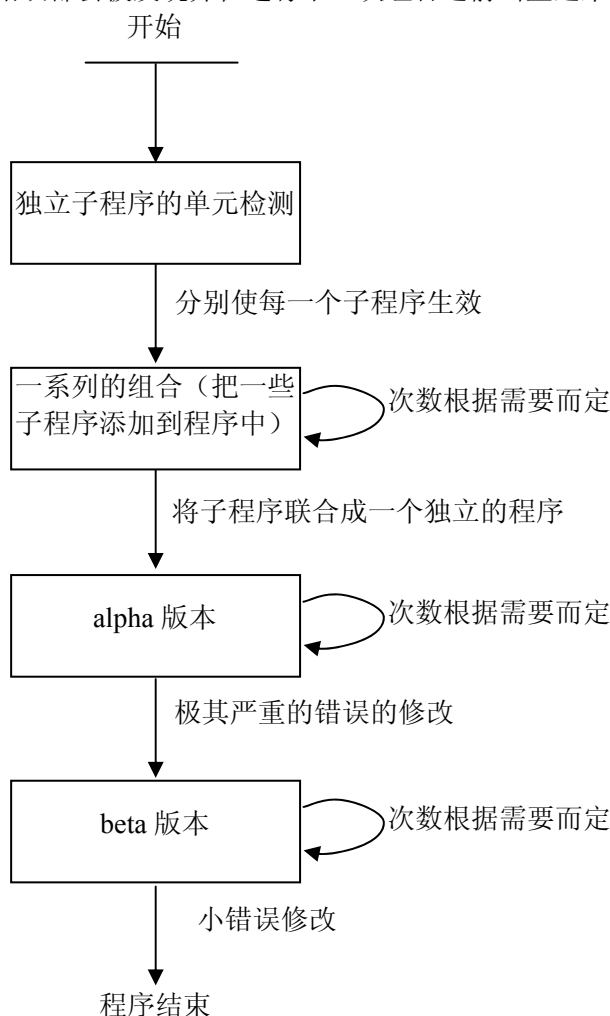 开始
独立子程序的单元检测
分别使每一个子程序生效
一系列的组合（把一些
子程序添加到程序中）
次数根据需要而定
将子程序联合成一个独立的程序
alpha 版本
次数根据需要而定
极其严重的错误的修改
beta 版本
次数根据需要而定
小错误修改
程序结束